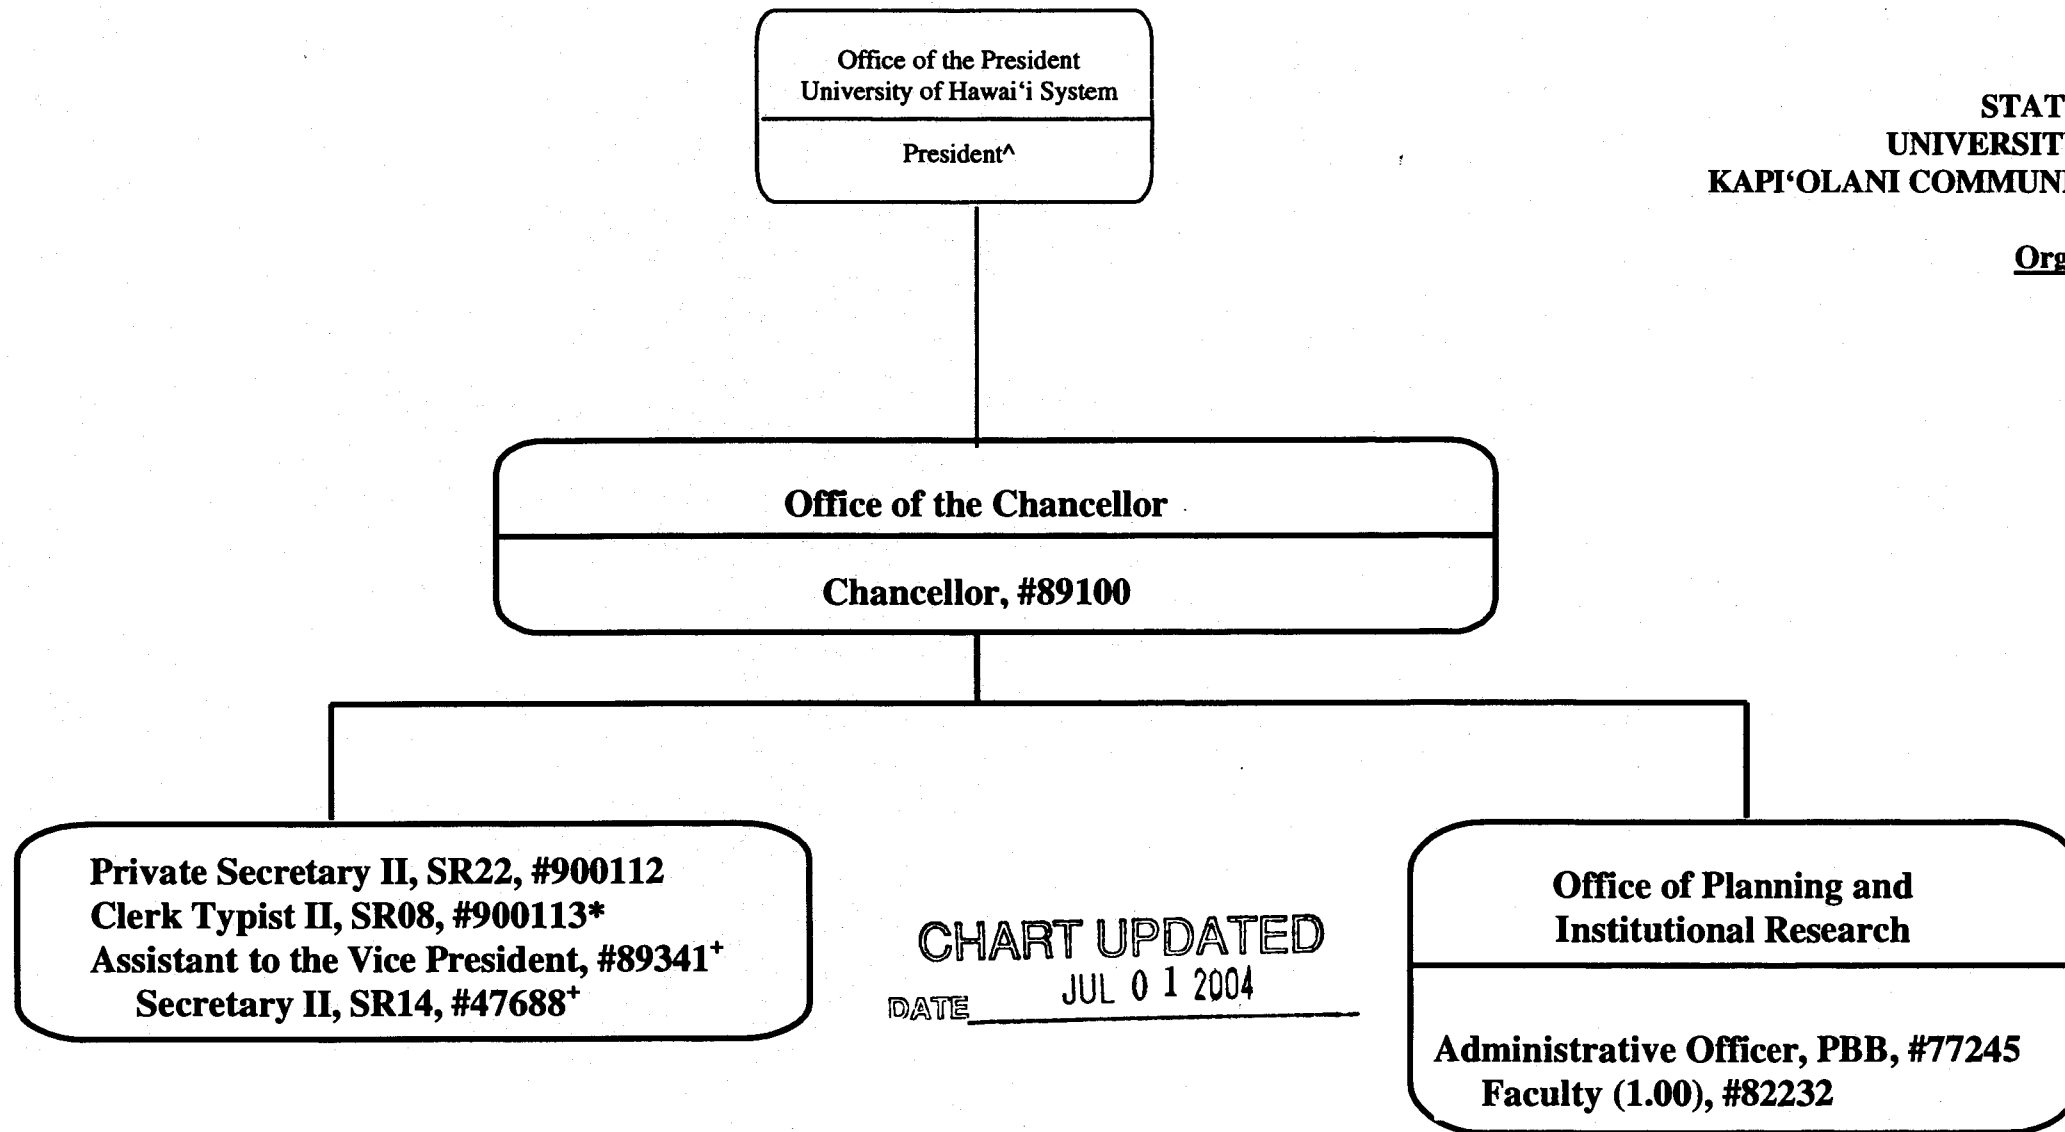 Office of the President
University of Hawai‘i System
President^
STAT
UNIVERSIT
KAPI‘OLANI COMMUN
Org
Office of the Chancellor
Chancellor, #89100
Private Secretary II, SR22, #900112
Clerk Typist II, SR08, #900113*
Assistant to the Vice President, #89341+
Secretary II, SR14, #47688+
CHART UPDATED
DATE JUL 0 1 2004
Office of Planning and
Institutional Research
Administrative Officer, PBB, #77245
Faculty (1.00), #82232